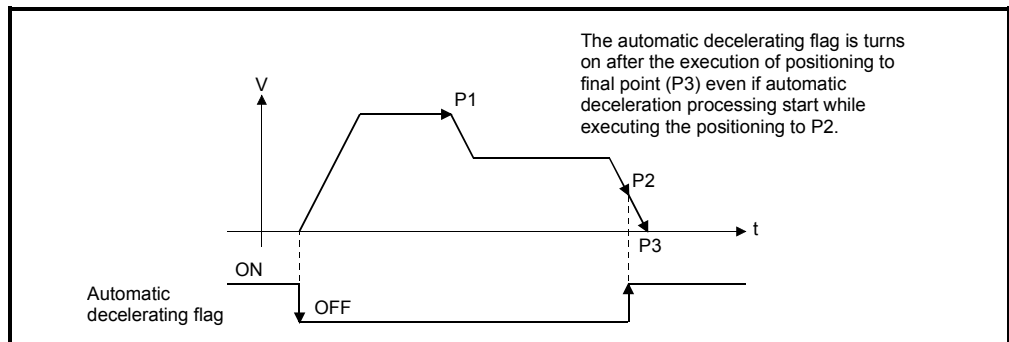 The automatic decelerating flag is turns
on after the execution of positioning to
final point (P3) even if automatic
deceleration processing start while
executing the positioning to P2.
V
P1
P2
t
P3
ON
OFF
Automatic
decelerating flag